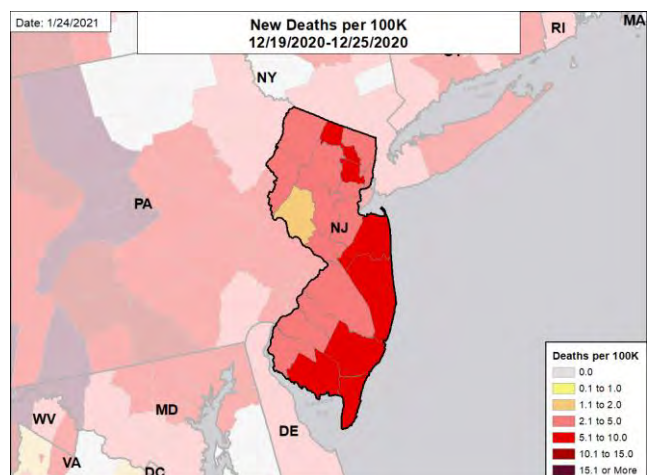 Date: 1/24/2021
New Deaths per 100K
12/19/2020-12/25/2020
RI
MA
NY
PA
NJ
MD
WV
VA
DC
DE
Deaths per 100K
0.0
0.1 to 1.0
1.1 to 2.0
2.1 to 5.0
5.1 to 10.0
10.1 to 15.0
15.1 or More